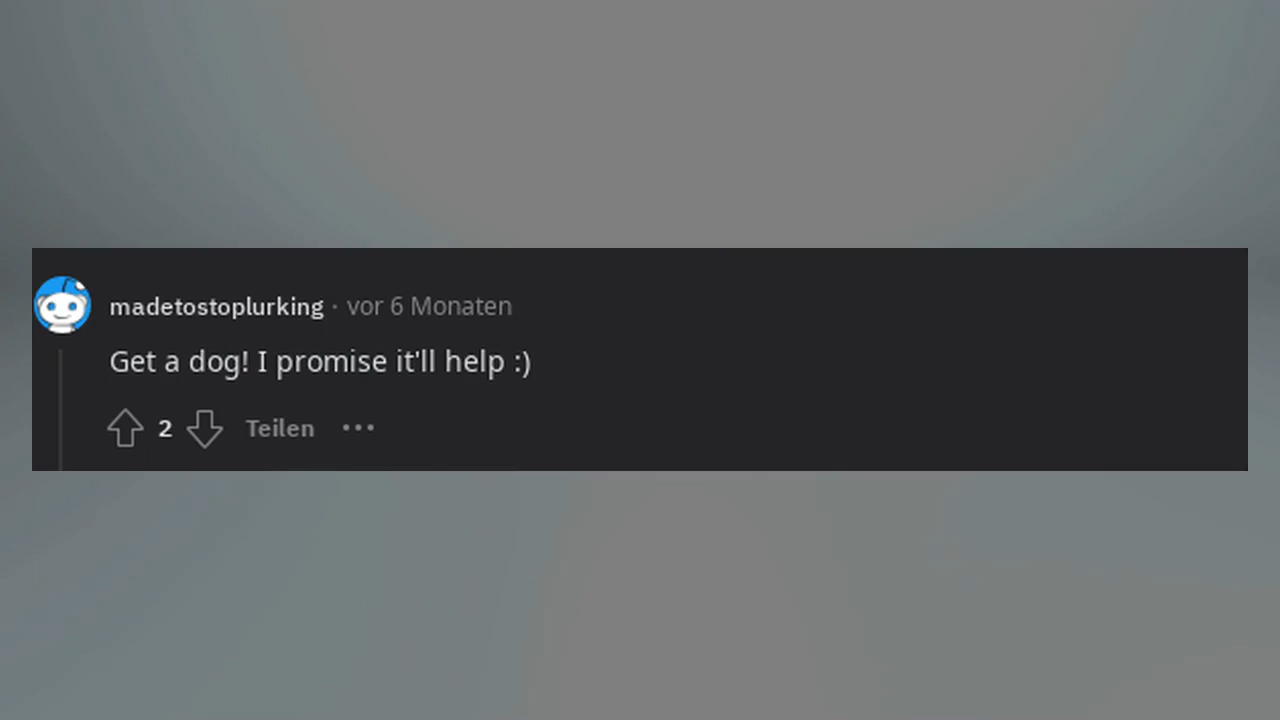 madetostoplurking · vor 6 Monaten
Get a dog! I promise it'll help :)
2 Teilen ···